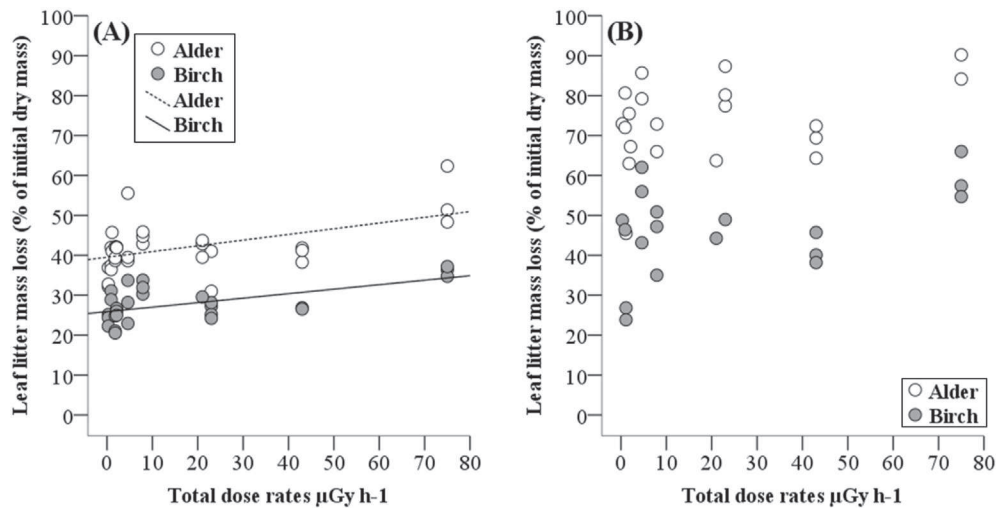 (A)
Alder
Birch
Alder
Birch
Leaf litter mass loss (% of initial dry mass)
100
90
80
70
60
50
40
30
20
10
0
0 10 20 30 40 50 60 70 80
Total dose rates µGy h-1
(B)
Leaf litter mass loss (% of initial dry mass)
100
90
80
70
60
50
40
30
20
10
0
Alder
Birch
0 10 20 30 40 50 60 70 80
Total dose rates µGy h-1